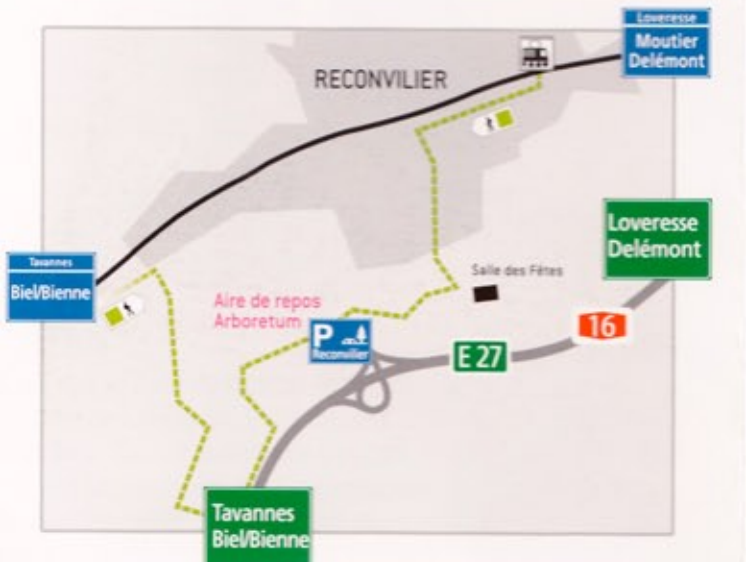 Loveresse
Moutier
Delémont
RECONVILIER
Loveresse
Delémont
Tavannes
Biel/Bienne
Salle des Fêtes
Aire de repos
Arboretum
P
Reconvilier
16
E 27
Tavannes
Biel/Bienne